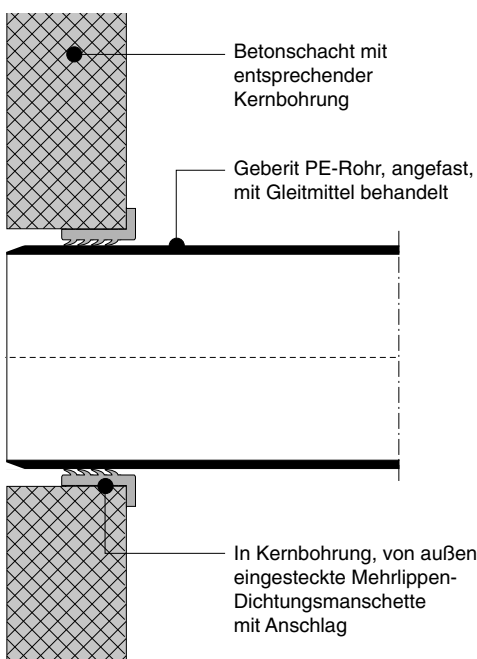 Betonschacht mit
entsprechender
Kernbohrung
Geberit PE-Rohr, angefast,
mit Gleitmittel behandelt
In Kernbohrung, von außen
eingesteckte Mehrlippen-
Dichtungsmanschette
mit Anschlag